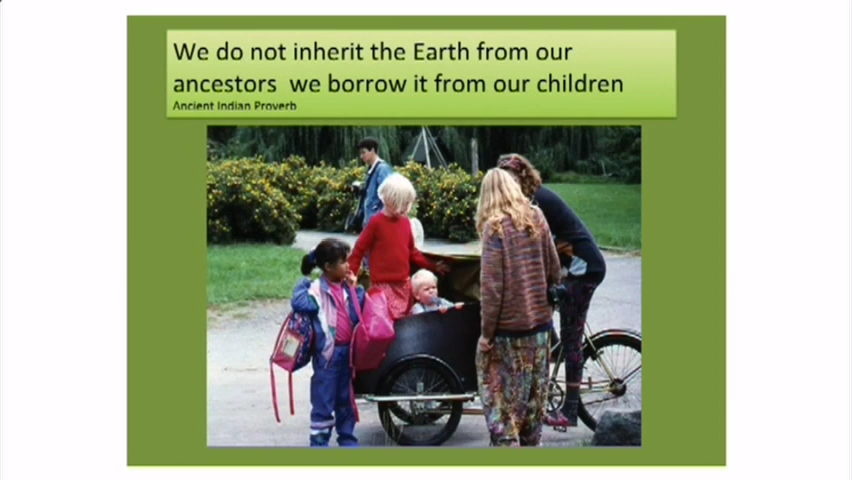 We do not inherit the Earth from our
ancestors  we borrow it from our children
Ancient Indian Proverb